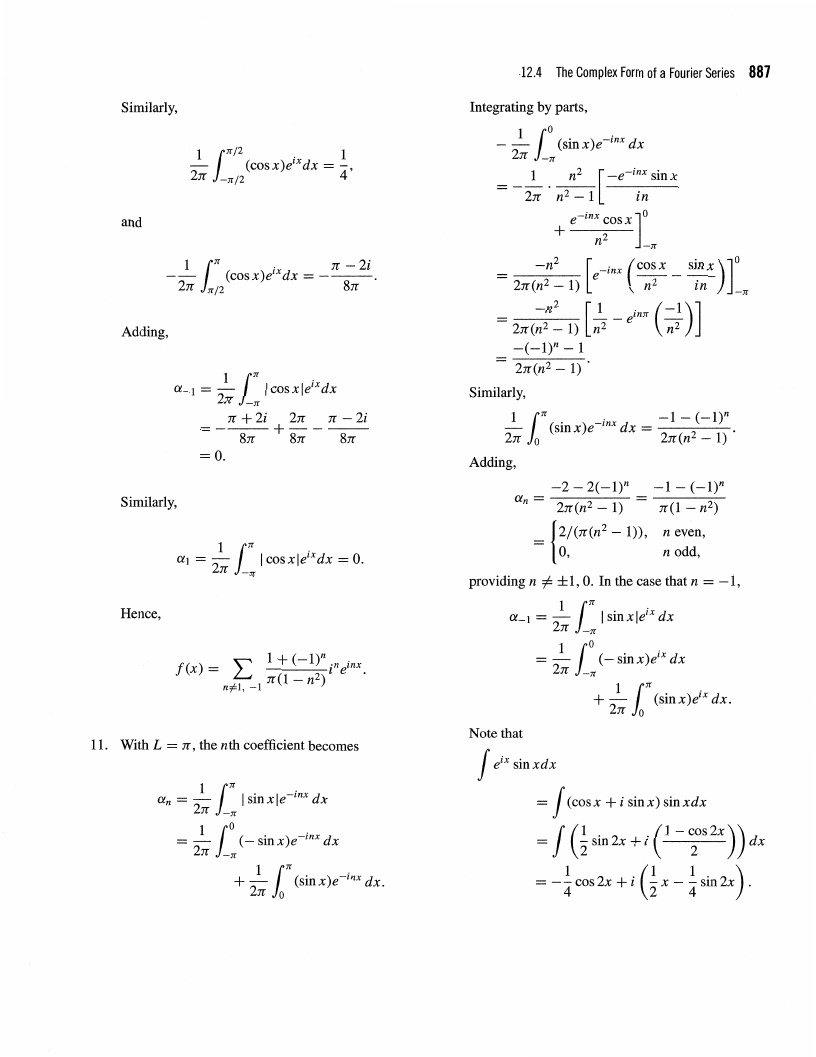 12.4 The Complex Form of a Fourier Series 887
Similarly,
\frac{1}{2\pi} \int_{-\pi/2}^{\pi/2} (\cos x)e^{ix} dx = \frac{1}{4},
and
-\frac{1}{2\pi} \int_{\pi/2}^{\pi} (\cos x)e^{ix} dx = -\frac{\pi - 2i}{8\pi}.
Adding,
\alpha_{-1} = \frac{1}{2\pi} \int_{-\pi}^{\pi} |\cos x|e^{ix} dx
= -\frac{\pi + 2i}{8\pi} + \frac{2\pi}{8\pi} - \frac{\pi - 2i}{8\pi}
= 0.
Similarly,
\alpha_1 = \frac{1}{2\pi} \int_{-\pi}^{\pi} |\cos x|e^{ix} dx = 0.
Hence,
f(x) = \sum_{n \neq 1, -1} \frac{1 + (-1)^n}{\pi(1 - n^2)} i^n e^{inx}.
11. With L = π, the nth coefficient becomes
\alpha_n = \frac{1}{2\pi} \int_{-\pi}^{\pi} |\sin x|e^{-inx} dx
= \frac{1}{2\pi} \int_{-\pi}^{0} (-\sin x)e^{-inx} dx
+ \frac{1}{2\pi} \int_{0}^{\pi} (\sin x)e^{-inx} dx.
Integrating by parts,
-\frac{1}{2\pi} \int_{-\pi}^{0} (\sin x)e^{-inx} dx
= -\frac{1}{2\pi} \cdot \frac{n^2}{n^2 - 1} \left[ \frac{-e^{-inx} \sin x}{in}
+ \frac{e^{-inx} \cos x}{n^2} \right]_{-\pi}^{0}
= \frac{-n^2}{2\pi(n^2 - 1)} \left[ e^{-inx} \left( \frac{\cos x}{n^2} - \frac{\sin x}{in} \right) \right]_{-\pi}^{0}
= \frac{-n^2}{2\pi(n^2 - 1)} \left[ \frac{1}{n^2} - e^{in\pi} \left( \frac{-1}{n^2} \right) \right]
= \frac{-(-1)^n - 1}{2\pi(n^2 - 1)}.
Similarly,
\frac{1}{2\pi} \int_{0}^{\pi} (\sin x)e^{-inx} dx = \frac{-1 - (-1)^n}{2\pi(n^2 - 1)}.
Adding,
\alpha_n = \frac{-2 - 2(-1)^n}{2\pi(n^2 - 1)} = \frac{-1 - (-1)^n}{\pi(1 - n^2)}
= \begin{cases} 2/(\pi(n^2 - 1)), & n \text{ even}, \\ 0, & n \text{ odd}, \end{cases}
providing n ≠ ±1, 0. In the case that n = −1,
\alpha_{-1} = \frac{1}{2\pi} \int_{-\pi}^{\pi} |\sin x|e^{ix} dx
= \frac{1}{2\pi} \int_{-\pi}^{0} (-\sin x)e^{ix} dx
+ \frac{1}{2\pi} \int_{0}^{\pi} (\sin x)e^{ix} dx.
Note that
\int e^{ix} \sin x dx
= \int (\cos x + i \sin x) \sin x dx
= \int \left( \frac{1}{2} \sin 2x + i \left( \frac{1 - \cos 2x}{2} \right) \right) dx
= -\frac{1}{4} \cos 2x + i \left( \frac{1}{2} x - \frac{1}{4} \sin 2x \right).